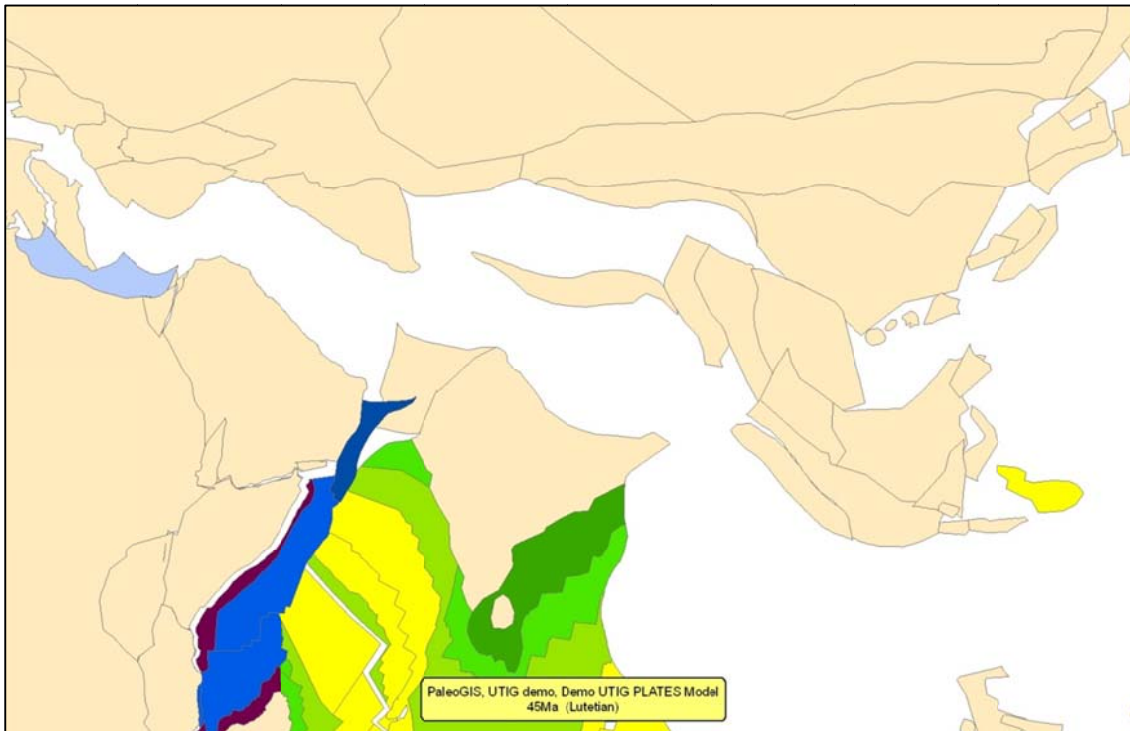 PaleoGIS, UTIG demo, Demo UTIG PLATES Model
45Ma (Lutetian)